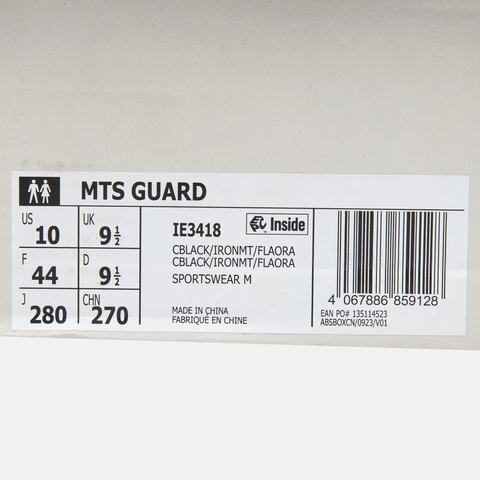 MTS GUARD
US 10
UK 9 1/2
F 44
D 9 1/2
J 280
CHN 270
IE3418
Inside
CBLACK/IRONMT/FLAORA
CBLACK/IRONMT/FLAORA
SPORTSWEAR M
MADE IN CHINA
FABRIQUÉ EN CHINE
4 067886 859128
EAN PO# 135114523
ABSBOXCN/0923/V01